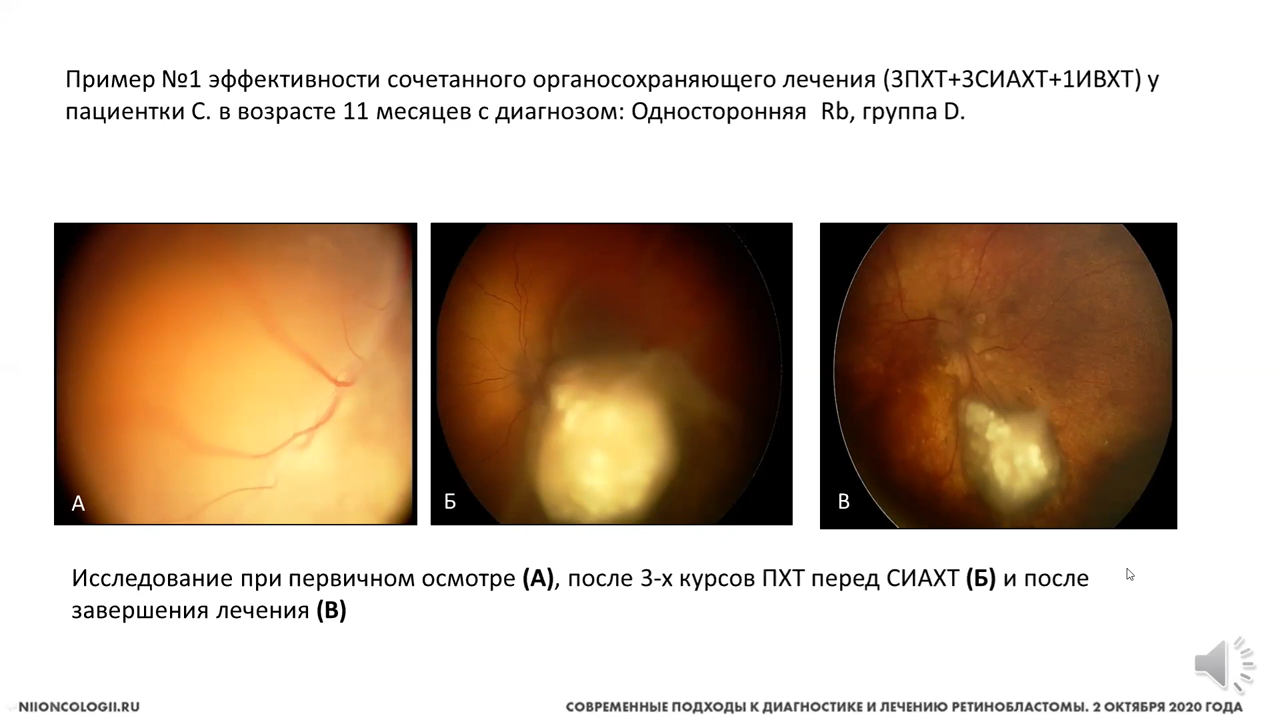 Пример №1 эффективности сочетанного органосохраняющего лечения (3ПХТ+3СИАХТ+1ИВХТ) у
пациентки С. в возрасте 11 месяцев с диагнозом: Односторонняя Rb, группа D.
А
Б
В
Исследование при первичном осмотре (А), после 3-х курсов ПХТ перед СИАХТ (Б) и после
завершения лечения (В)
NIIONCOLOGII.RU
СОВРЕМЕННЫЕ ПОДХОДЫ К ДИАГНОСТИКЕ И ЛЕЧЕНИЮ РЕТИНОБЛАСТОМЫ. 2 ОКТЯБРЯ 2020 ГОДА